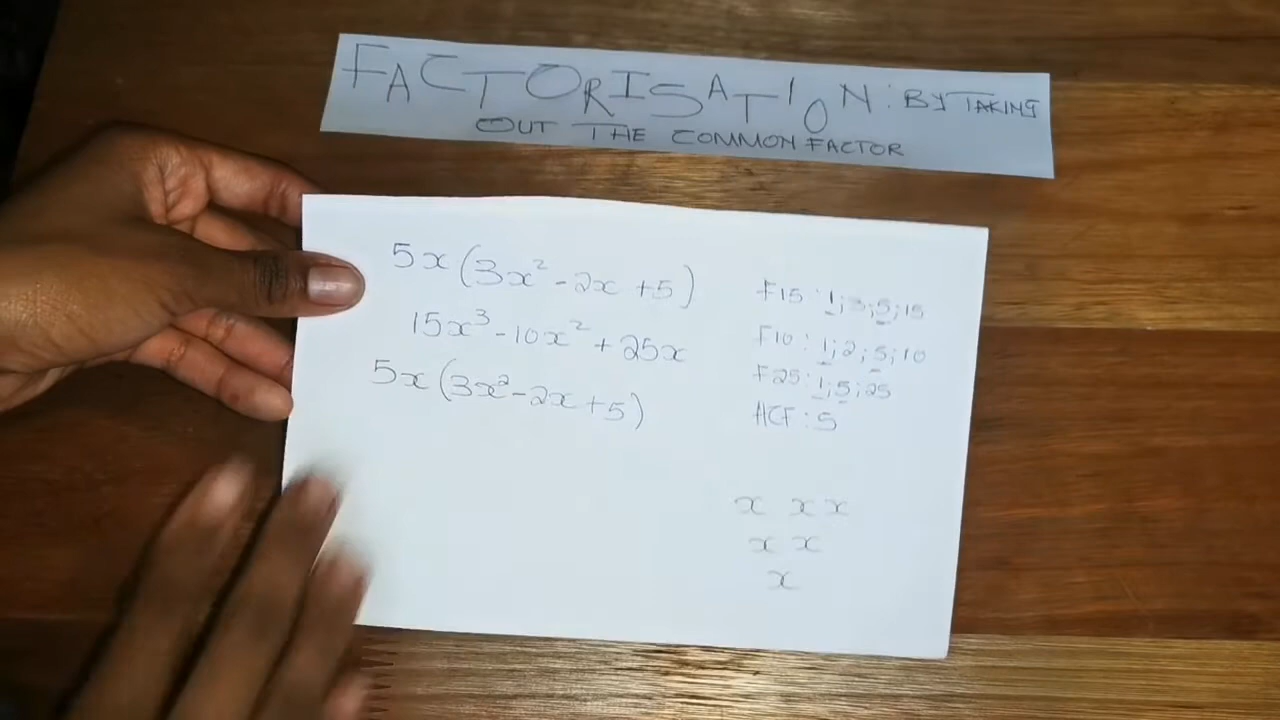 FACTORISATION: BY TAKING
OUT THE COMMON FACTOR
5x(3x² - 2x + 5)
15x³ - 10x² + 25x
5x(3x² - 2x + 5)
F15: 1; 3; 5; 15
F10: 1; 2; 5; 10
F25: 1; 5; 25
HCF: 5
x x x
x x
x